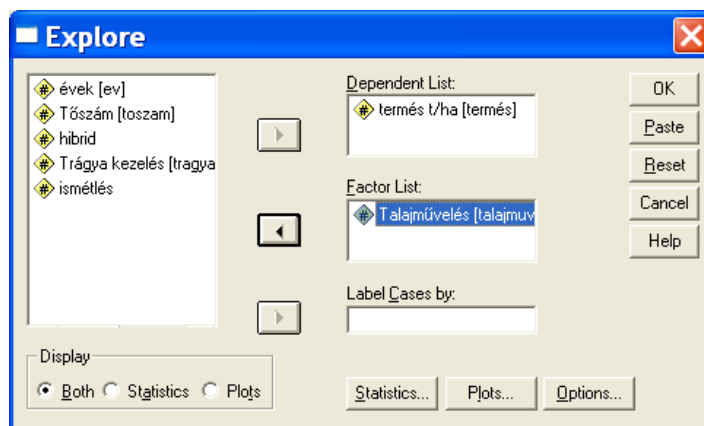 Explore
évek [ev]
Tőszám [toszam]
hibrid
Trágya kezelés [tragya
ismétlés
Dependent List:
termés t/ha [termés]
Factor List:
Talajművelés [talajmuv
Label Cases by:
OK
Paste
Reset
Cancel
Help
Display
Both Statistics Plots
Statistics... Plots... Options...